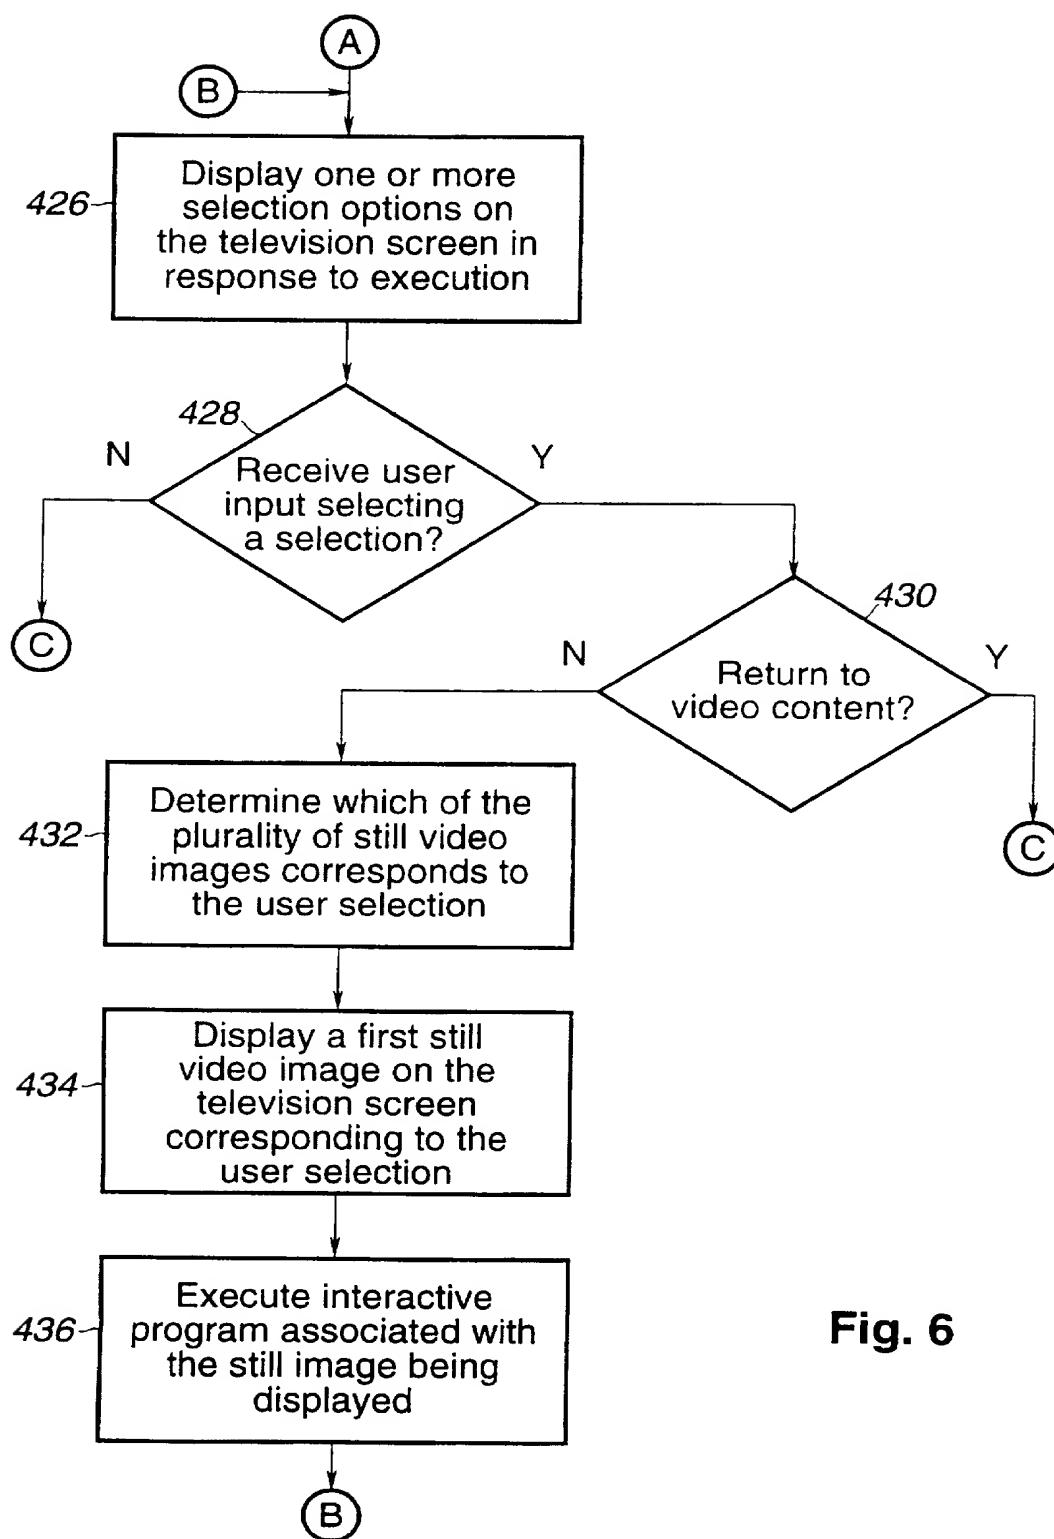 A
B
Display one or more
selection options on
the television screen in
response to execution
426
428
N
Y
Receive user
input selecting
a selection?
C
430
N
Y
Return to
video content?
C
432
Determine which of the
plurality of still video
images corresponds to
the user selection
434
Display a first still
video image on the
television screen
corresponding to the
user selection
436
Execute interactive
program associated with
the still image being
displayed
B
Fig. 6